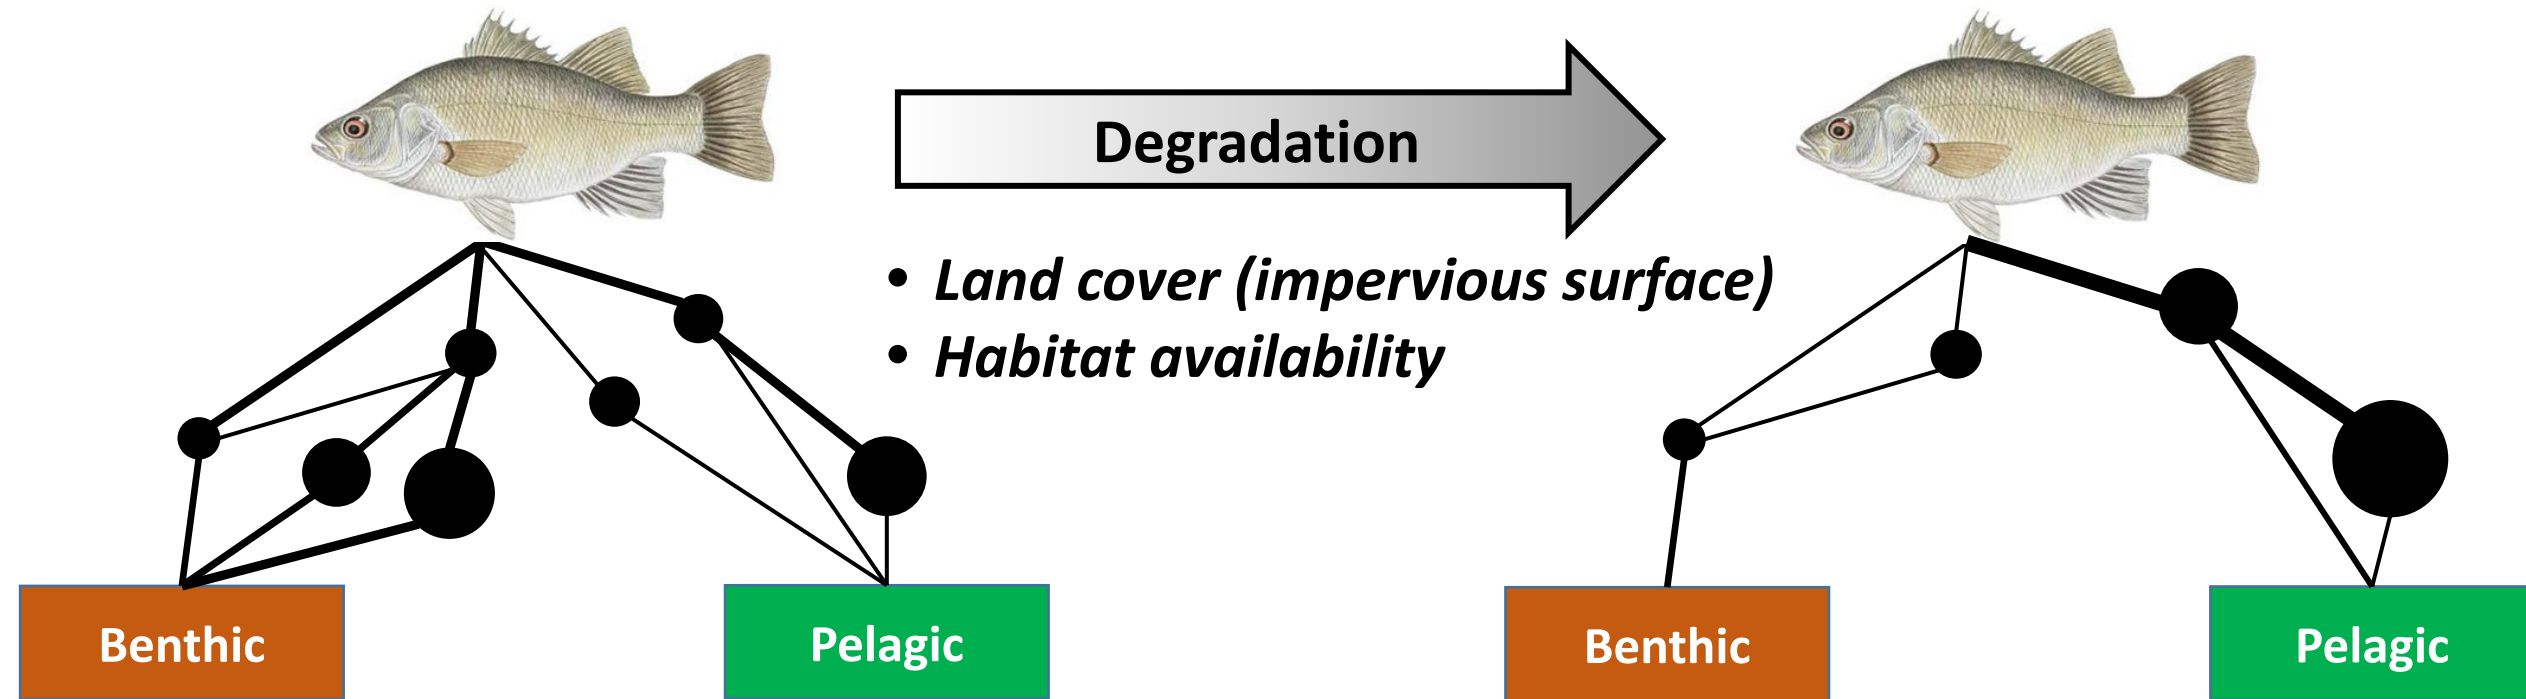 Degradation
• Land cover (impervious surface)
• Habitat availability
Benthic
Pelagic
Benthic
Pelagic